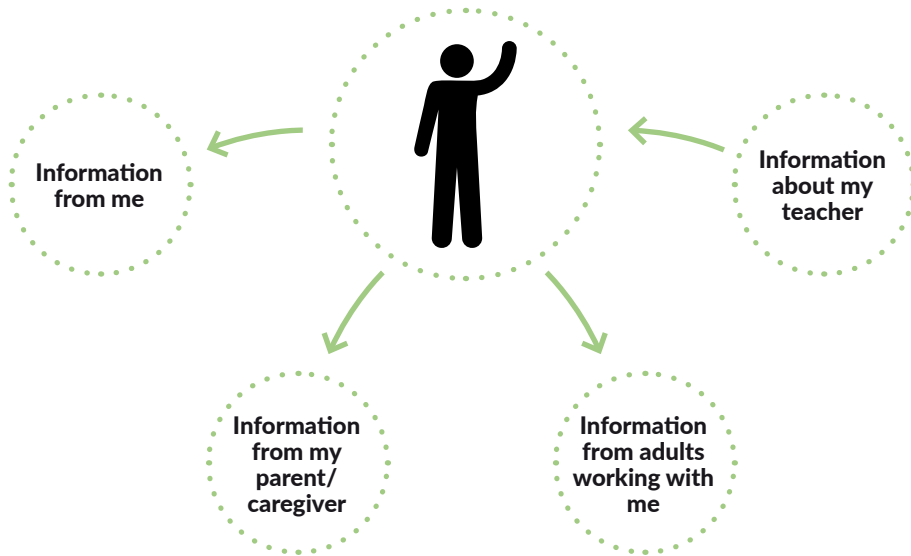 Information
from me
Information
about my
teacher
Information
from my
parent/
caregiver
Information
from adults
working with
me